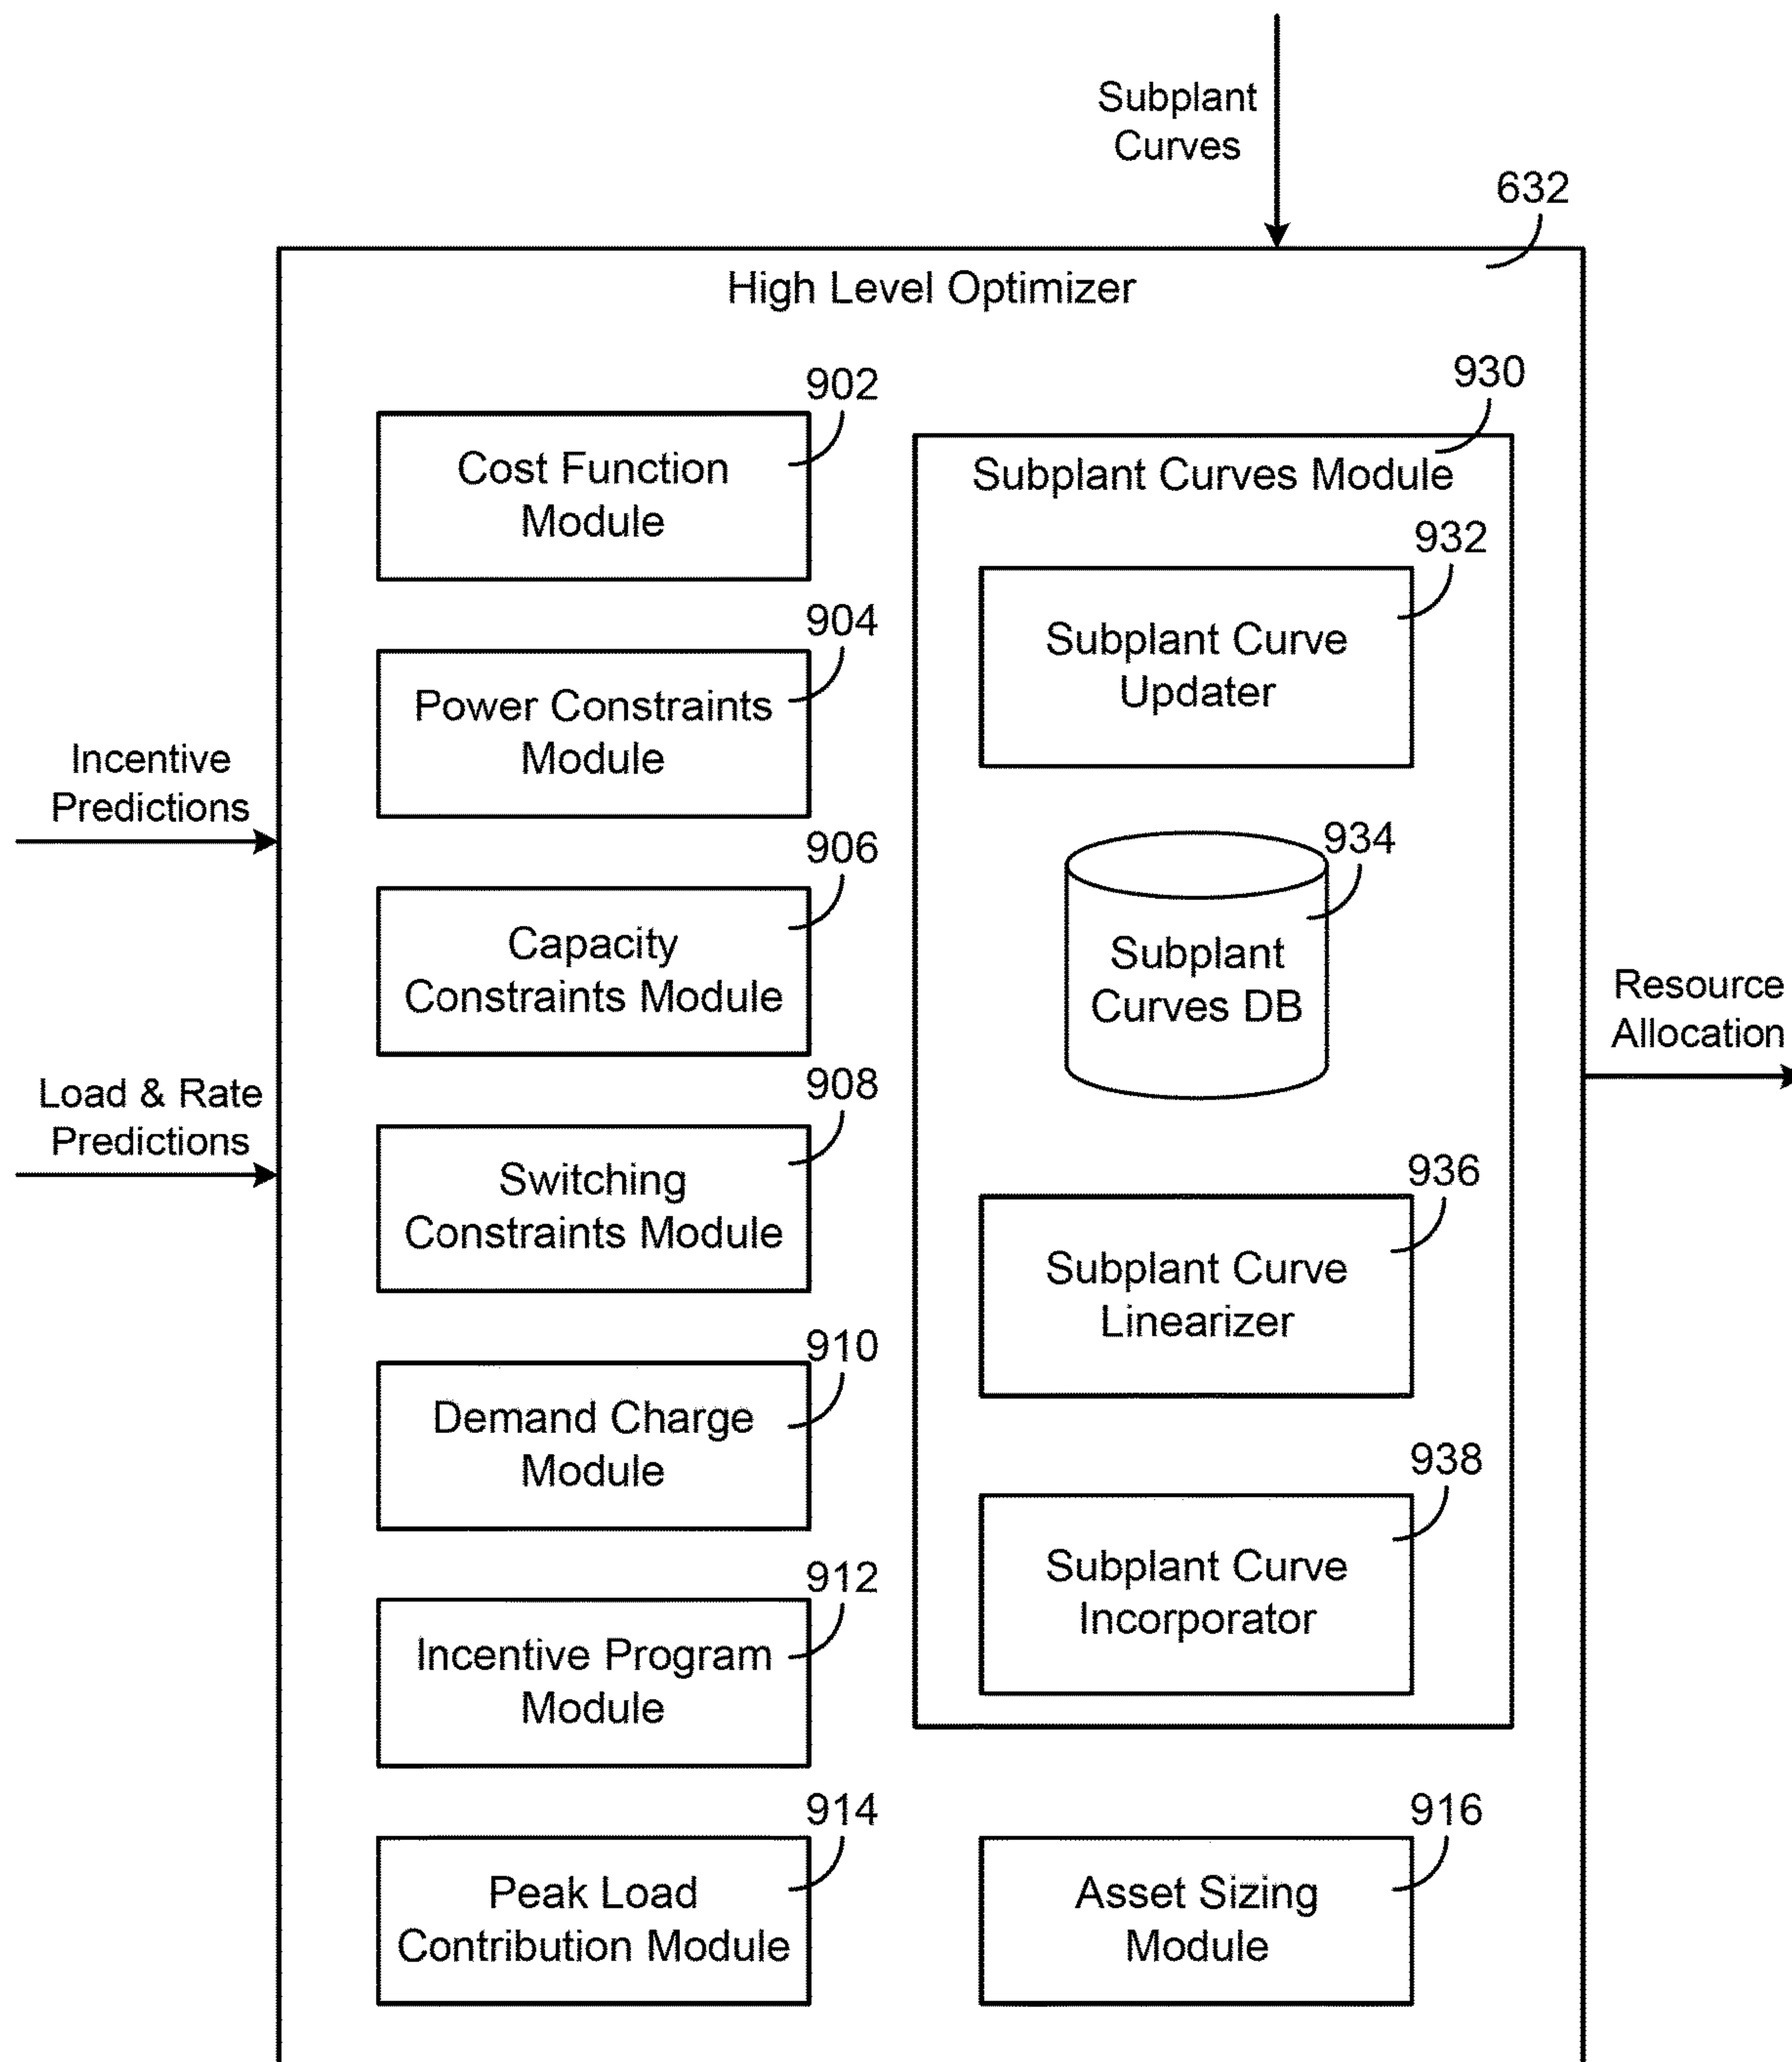 Subplant
Curves
632
High Level Optimizer
902
Cost Function
Module
904
Power Constraints
Module
906
Capacity
Constraints Module
908
Switching
Constraints Module
910
Demand Charge
Module
912
Incentive Program
Module
914
Peak Load
Contribution Module
930
Subplant Curves Module
932
Subplant Curve
Updater
934
Subplant
Curves DB
936
Subplant Curve
Linearizer
938
Subplant Curve
Incorporator
916
Asset Sizing
Module
Incentive
Predictions
Load & Rate
Predictions
Resource
Allocation